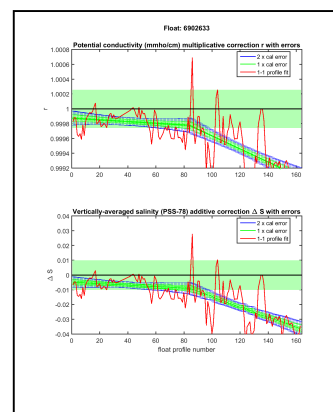 Float: 6902633
Potential conductivity (mmho/cm) multiplicative correction r with errors
1.0008
1.0006
1.0004
1.0002
1
0.9998
0.9996
0.9994
0.9992
r
2 x cal error
1 x cal error
1-1 profile fit
0 20 40 60 80 100 120 140 160
Vertically-averaged salinity (PSS-78) additive correction Δ S with errors
0.04
0.03
0.02
0.01
0
-0.01
-0.02
-0.03
-0.04
Δ S
2 x cal error
1 x cal error
1-1 profile fit
0 20 40 60 80 100 120 140 160
float profile number